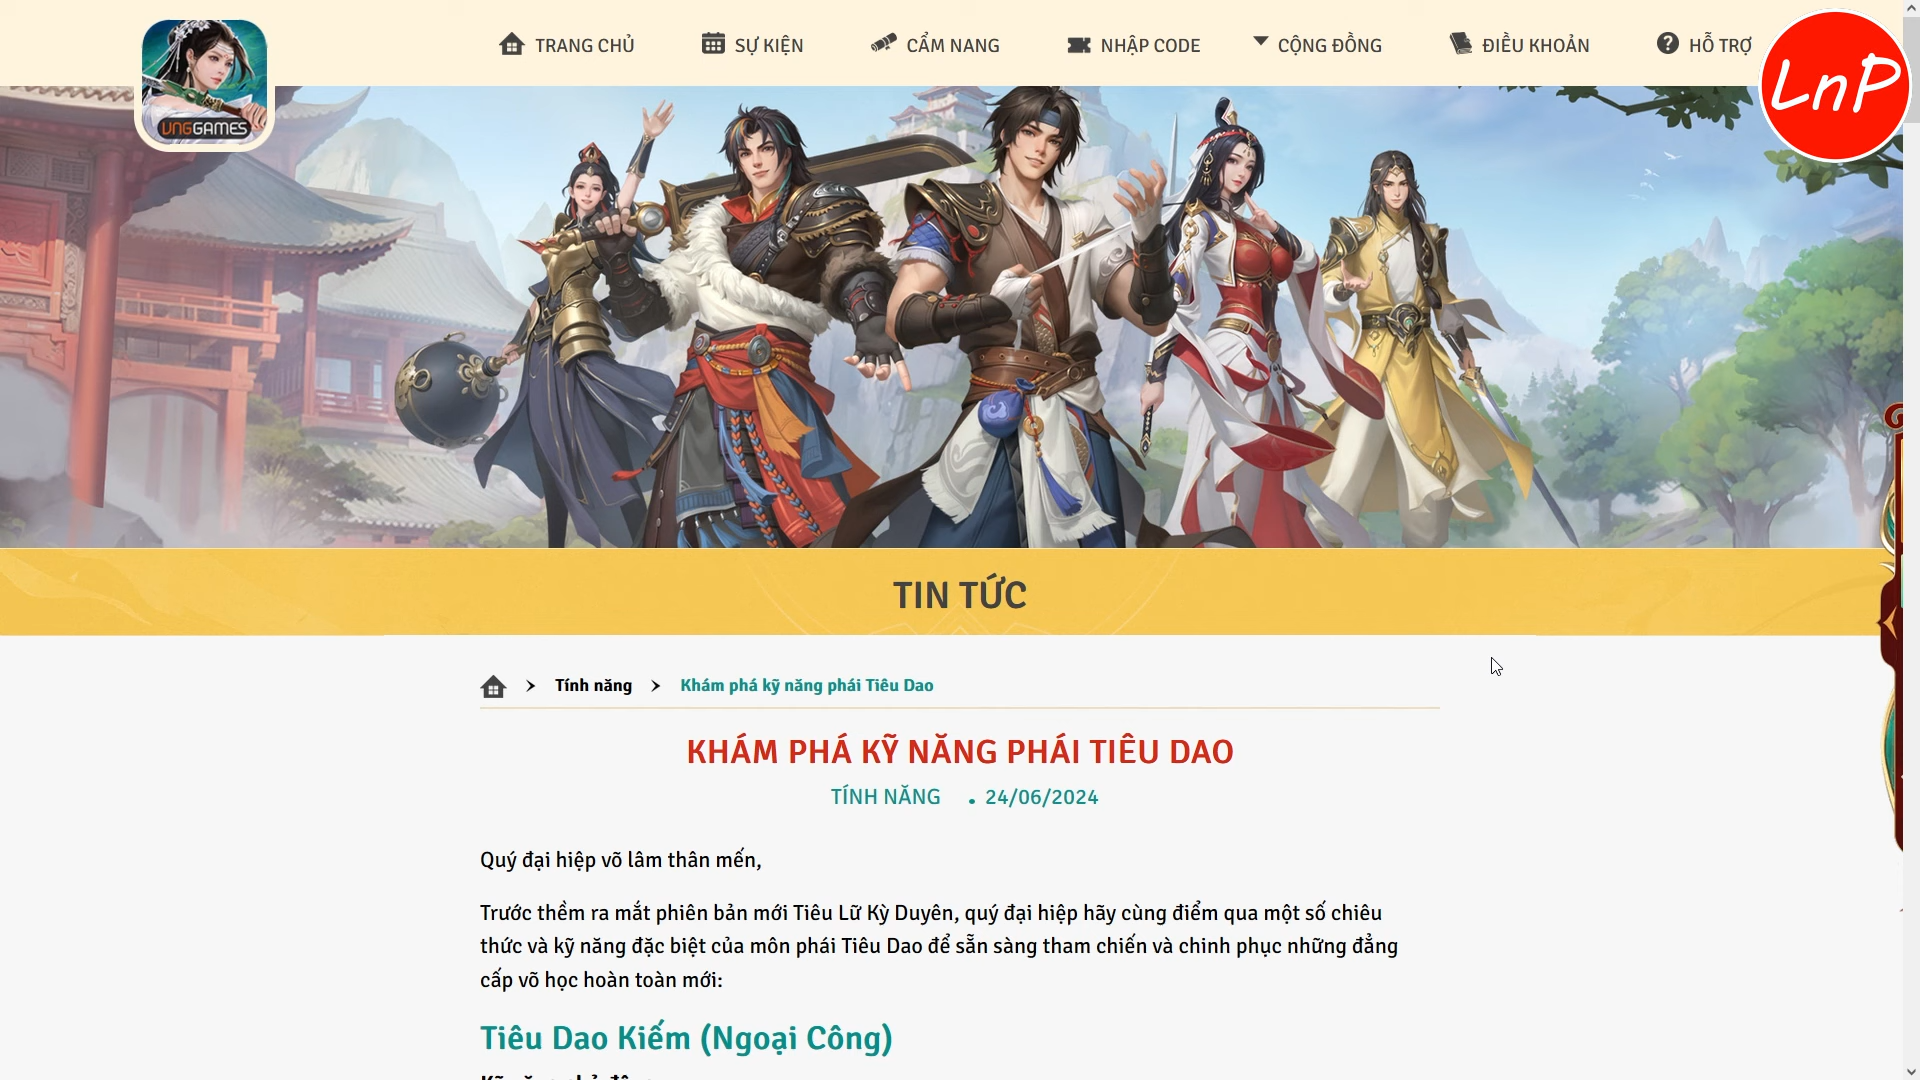 TRANG CHỦ
SỰ KIỆN
CẨM NANG
NHẬP CODE
CỘNG ĐỒNG
ĐIỀU KHOẢN
HỖ TRỢ
LnP
VNGGAMES
TIN TỨC
Tính năng
Khám phá kỹ năng phái Tiêu Dao
KHÁM PHÁ KỸ NĂNG PHÁI TIÊU DAO
TÍNH NĂNG . 24/06/2024
Quý đại hiệp võ lâm thân mến,
Trước thềm ra mắt phiên bản mới Tiêu Lữ Kỳ Duyên, quý đại hiệp hãy cùng điểm qua một số chiêu
thức và kỹ năng đặc biệt của môn phái Tiêu Dao để sẵn sàng tham chiến và chinh phục những đẳng
cấp võ học hoàn toàn mới:
Tiêu Dao Kiếm (Ngoại Công)